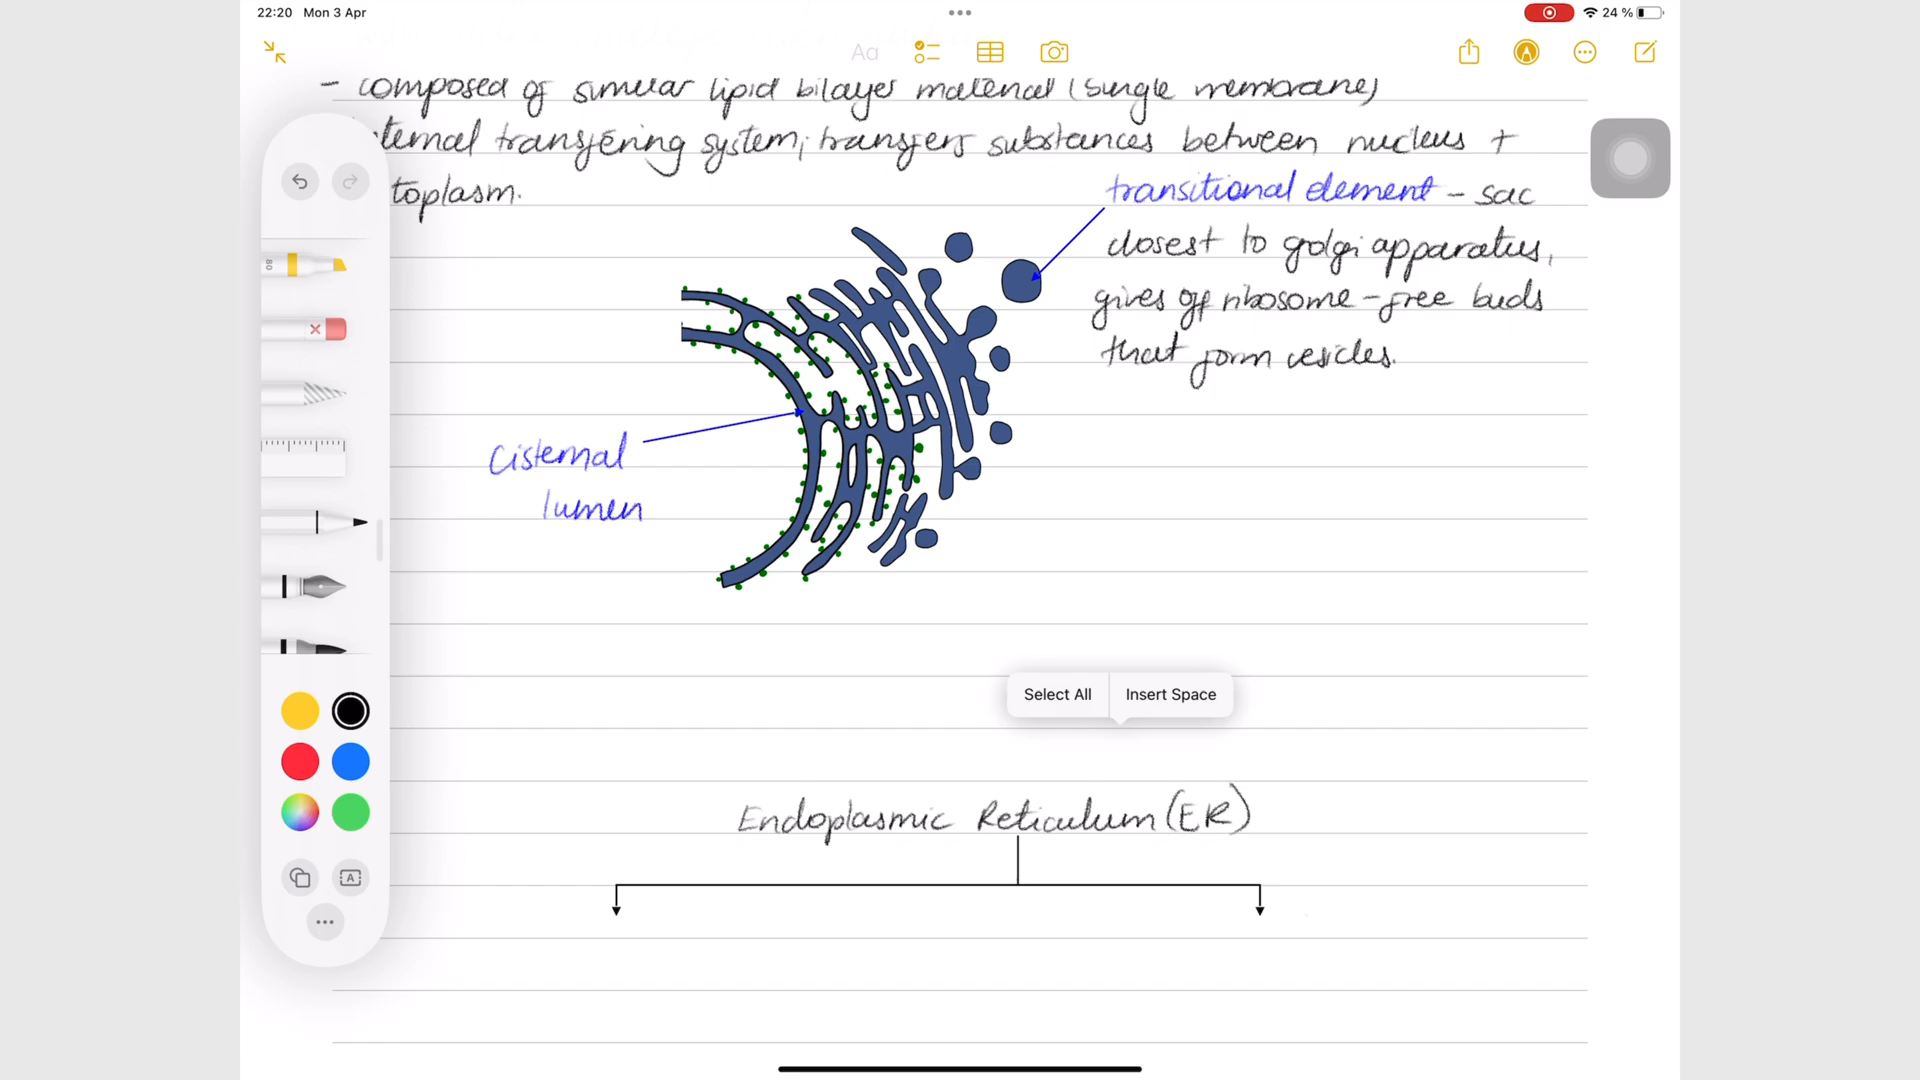 22:20 Mon 3 Apr
24 %
Aa
- composed of similar lipid bilayer material (single membrane)
ternal transfering system; transfers substances between nucleus +
toplasm.
transitional element - sac
closest to golgi apparatus,
gives off ribosome-free buds
that form vesicles.
Cisternal
lumen
80
A
Select All
Insert Space
Endoplasmic Reticulum (ER)